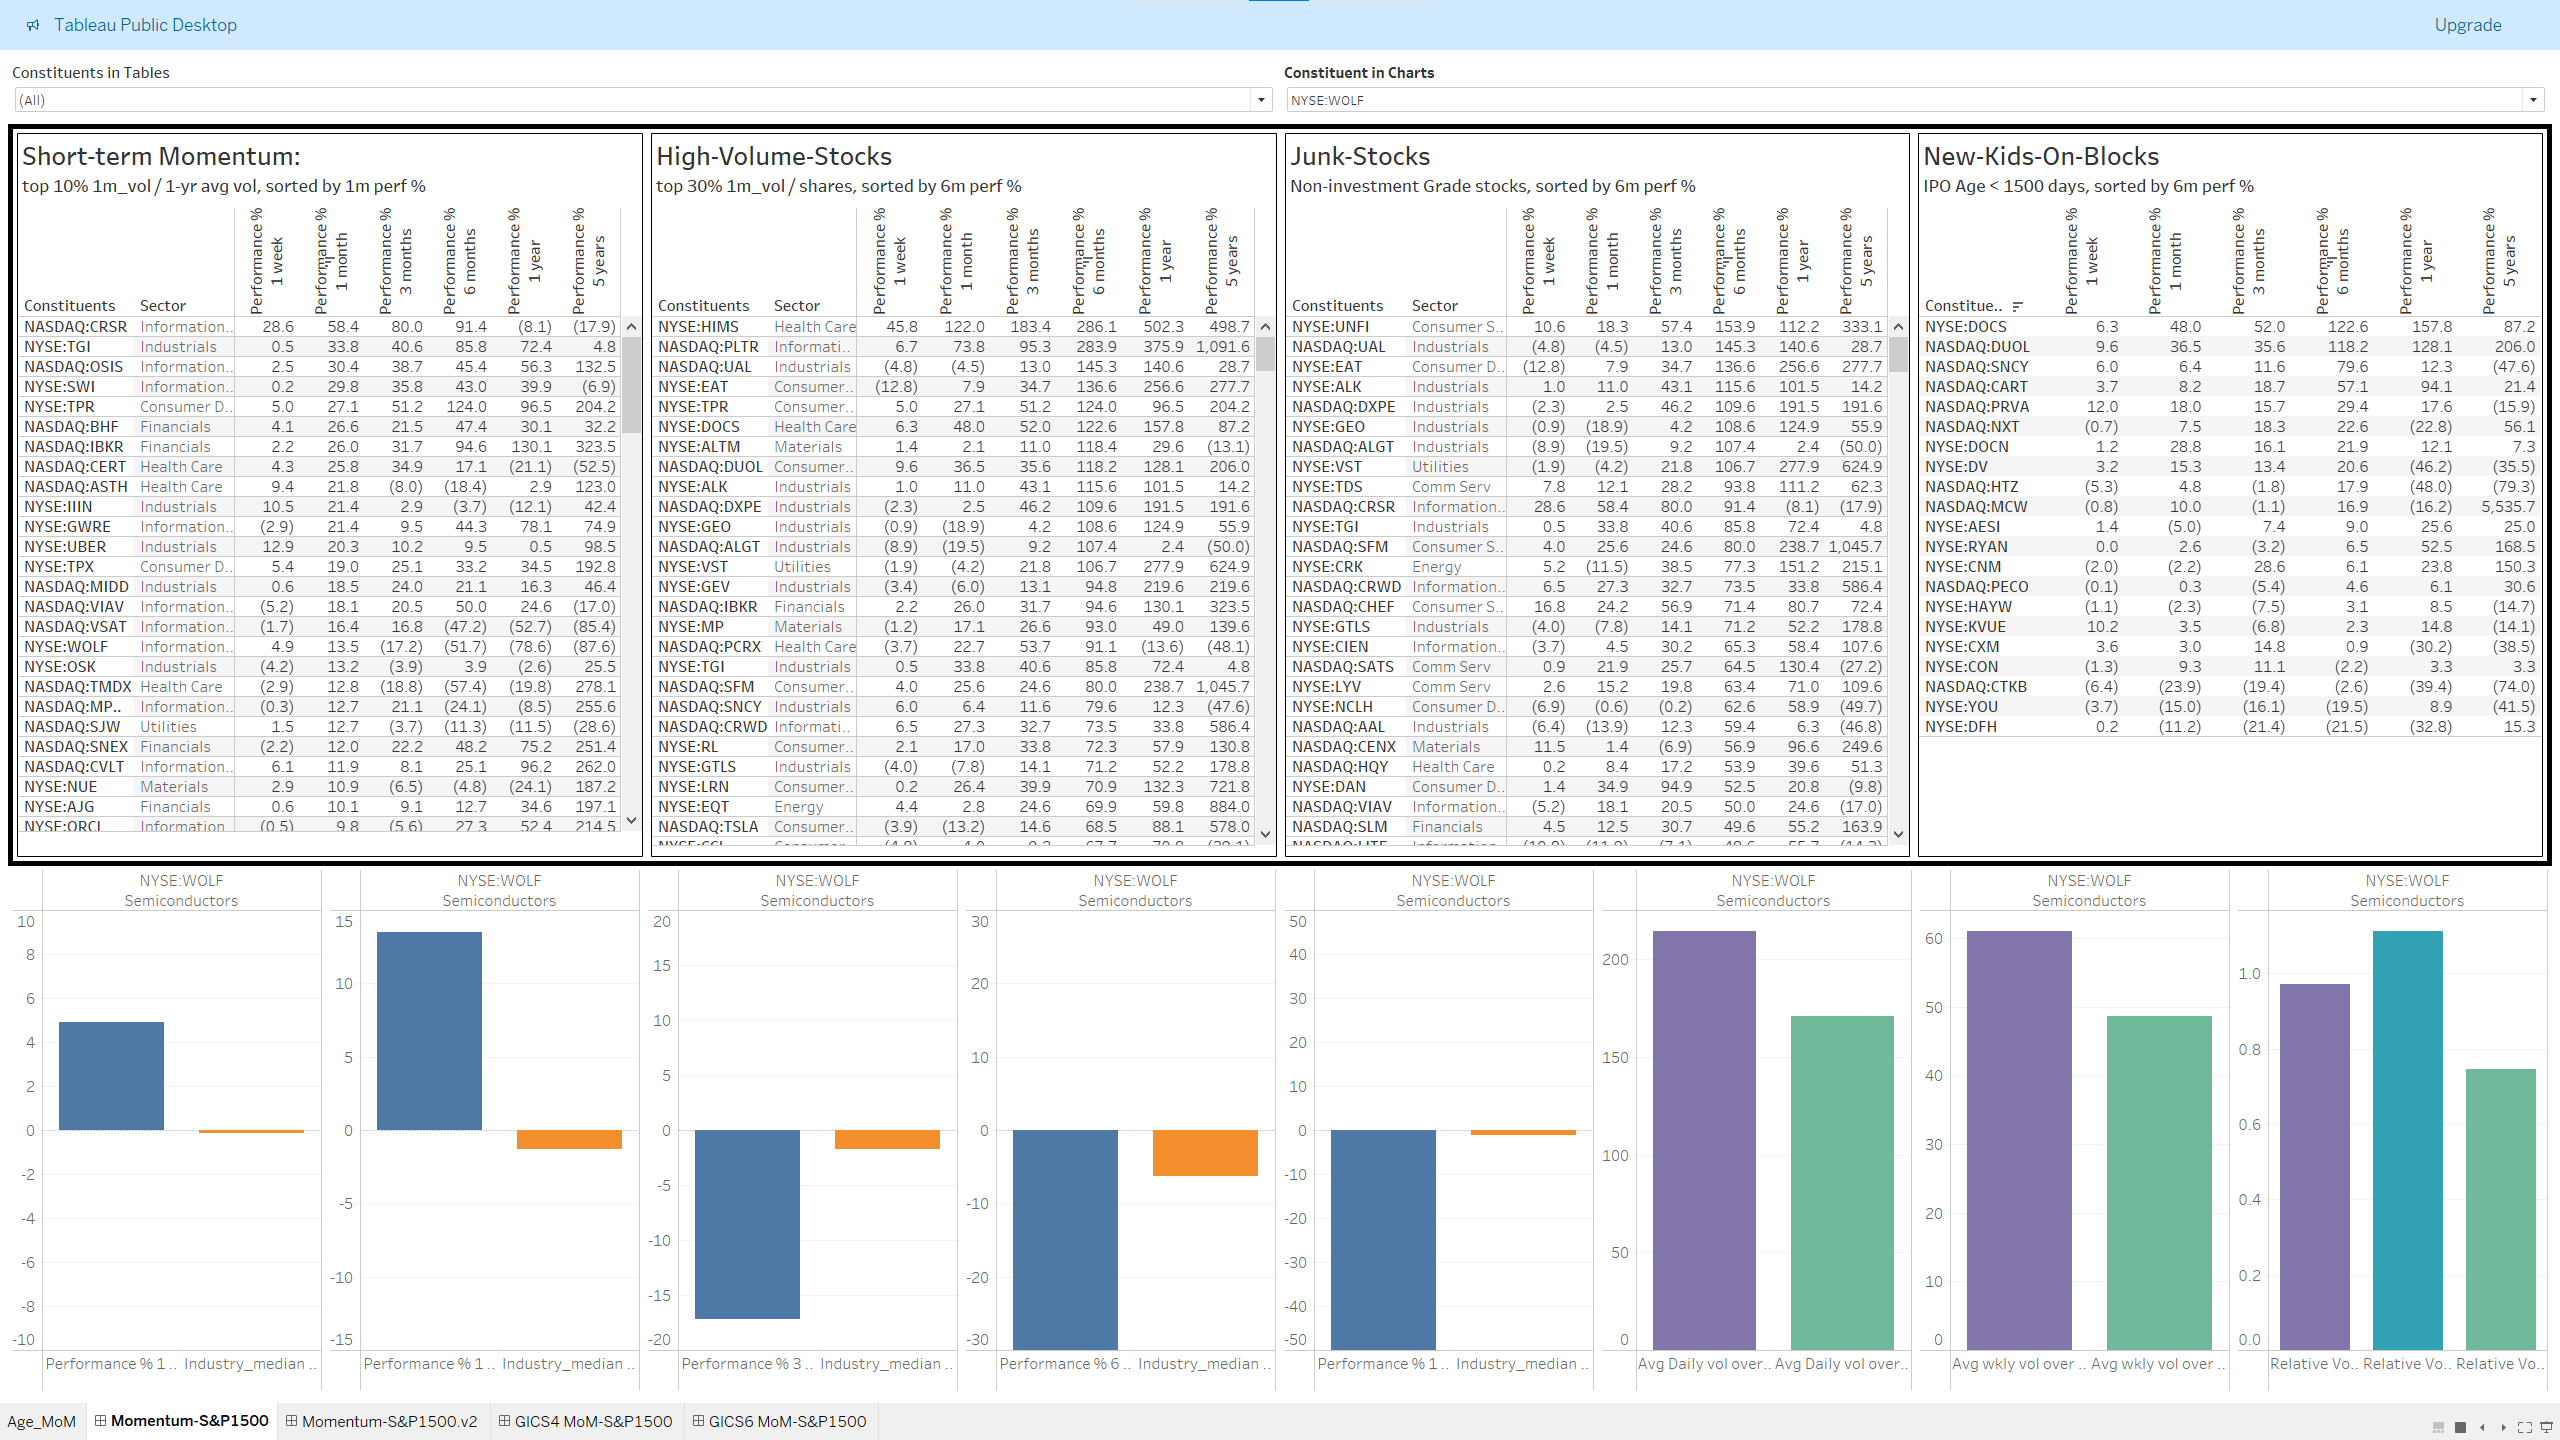 Tableau Public Desktop
Upgrade
Constituents in Tables
(All)
Constituent in Charts
NYSE:WOLF
Short-term Momentum:
top 10% 1m_vol / 1-yr avg vol, sorted by 1m perf %
Constituents Sector Performance % 1 week Performance % 1 month Performance % 3 months Performance % 6 months Performance % 1 year Performance % 5 years
NASDAQ:CRSR Information.. 28.6 58.4 80.0 91.4 (8.1) (17.9)
NYSE:TGI Industrials 0.5 33.8 40.6 85.8 72.4 4.8
NASDAQ:OSIS Information.. 2.5 30.4 38.7 45.4 56.3 132.5
NYSE:SWI Information.. 0.2 29.8 35.8 43.0 39.9 (6.9)
NYSE:TPR Consumer D.. 5.0 27.1 51.2 124.0 96.5 204.2
NASDAQ:BHF Financials 4.1 26.6 21.5 47.4 30.1 32.2
NASDAQ:IBKR Financials 2.2 26.0 31.7 94.6 130.1 323.5
NASDAQ:CERT Health Care 4.3 25.8 34.9 17.1 (21.1) (52.5)
NASDAQ:ASTH Health Care 9.4 21.8 (8.0) (18.4) 2.9 123.0
NYSE:IIIN Industrials 10.5 21.4 2.9 (3.7) (12.1) 42.4
NYSE:GWRE Information.. (2.9) 21.4 9.5 44.3 78.1 74.9
NYSE:UBER Industrials 12.9 20.3 10.2 9.5 0.5 98.5
NYSE:TPX Consumer D.. 5.4 19.0 25.1 33.2 34.5 192.8
NASDAQ:MIDD Industrials 0.6 18.5 24.0 21.1 16.3 46.4
NASDAQ:VIAV Information.. (5.2) 18.1 20.5 50.0 24.6 (17.0)
NASDAQ:VSAT Information.. (1.7) 16.4 16.8 (47.2) (52.7) (85.4)
NYSE:WOLF Information.. 4.9 13.5 (17.2) (51.7) (78.6) (87.6)
NYSE:OSK Industrials (4.2) 13.2 (3.9) 3.9 (2.6) 25.5
NASDAQ:TMDX Health Care (2.9) 12.8 (18.8) (57.4) (19.8) 278.1
NASDAQ:MP.. Information.. (0.3) 12.7 21.1 (24.1) (8.5) 255.6
NASDAQ:SJW Utilities 1.5 12.7 (3.7) (11.3) (11.5) (28.6)
NASDAQ:SNEX Financials (2.2) 12.0 22.2 48.2 75.2 251.4
NASDAQ:CVLT Information.. 6.1 11.9 8.1 25.1 96.2 262.0
NYSE:NUE Materials 2.9 10.9 (6.5) (4.8) (24.1) 187.2
NYSE:AJG Financials 0.6 10.1 9.1 12.7 34.6 197.1
NYSE:ORCL Information (0.5) 9.8 (5.6) 27.3 52.4 214.5
High-Volume-Stocks
top 30% 1m_vol / shares, sorted by 6m perf %
Constituents Sector Performance % 1 week Performance % 1 month Performance % 3 months Performance % 6 months Performance % 1 year Performance % 5 years
NYSE:HIMS Health Care 45.8 122.0 183.4 286.1 502.3 498.7
NASDAQ:PLTR Informati.. 6.7 73.8 95.3 283.9 375.9 1,091.6
NASDAQ:UAL Industrials (4.8) (4.5) 13.0 145.3 140.6 28.7
NYSE:EAT Consumer.. (12.8) 7.9 34.7 136.6 256.6 277.7
NYSE:TPR Consumer.. 5.0 27.1 51.2 124.0 96.5 204.2
NYSE:DOCS Health Care 6.3 48.0 52.0 122.6 157.8 87.2
NYSE:ALTM Materials 1.4 2.1 11.0 118.4 29.6 (13.1)
NASDAQ:DUOL Consumer.. 9.6 36.5 35.6 118.2 128.1 206.0
NYSE:ALK Industrials 1.0 11.0 43.1 115.6 101.5 14.2
NASDAQ:DXPE Industrials (2.3) 2.5 46.2 109.6 191.5 191.6
NYSE:GEO Industrials (0.9) (18.9) 4.2 108.6 124.9 55.9
NASDAQ:ALGT Industrials (8.9) (19.5) 9.2 107.4 2.4 (50.0)
NYSE:VST Utilities (1.9) (4.2) 21.8 106.7 277.9 624.9
NYSE:GEV Industrials (3.4) (6.0) 13.1 94.8 219.6 219.6
NASDAQ:IBKR Financials 2.2 26.0 31.7 94.6 130.1 323.5
NYSE:MP Materials (1.2) 17.1 26.6 93.0 49.0 139.6
NASDAQ:PCRX Health Care (3.7) 22.7 53.7 91.1 (13.6) (48.1)
NYSE:TGI Industrials 0.5 33.8 40.6 85.8 72.4 4.8
NASDAQ:SFM Consumer.. 4.0 25.6 24.6 80.0 238.7 1,045.7
NASDAQ:SNCY Industrials 6.0 6.4 11.6 79.6 12.3 (47.6)
NASDAQ:CRWD Informati.. 6.5 27.3 32.7 73.5 33.8 586.4
NYSE:RL Consumer.. 2.1 17.0 33.8 72.3 57.9 130.8
NYSE:GTLS Industrials (4.0) (7.8) 14.1 71.2 52.2 178.8
NYSE:LRN Consumer.. 0.2 26.4 39.9 70.9 132.3 721.8
NYSE:EQT Energy 4.4 2.8 24.6 69.9 59.8 884.0
NASDAQ:TSLA Consumer.. (3.9) (13.2) 14.6 68.5 88.1 578.0
Junk-Stocks
Non-investment Grade stocks, sorted by 6m perf %
Constituents Sector Performance % 1 week Performance % 1 month Performance % 3 months Performance % 6 months Performance % 1 year Performance % 5 years
NYSE:UNFI Consumer S.. 10.6 18.3 57.4 153.9 112.2 333.1
NASDAQ:UAL Industrials (4.8) (4.5) 13.0 145.3 140.6 28.7
NYSE:EAT Consumer D.. (12.8) 7.9 34.7 136.6 256.6 277.7
NYSE:ALK Industrials 1.0 11.0 43.1 115.6 101.5 14.2
NASDAQ:DXPE Industrials (2.3) 2.5 46.2 109.6 191.5 191.6
NYSE:GEO Industrials (0.9) (18.9) 4.2 108.6 124.9 55.9
NASDAQ:ALGT Industrials (8.9) (19.5) 9.2 107.4 2.4 (50.0)
NYSE:VST Utilities (1.9) (4.2) 21.8 106.7 277.9 624.9
NYSE:TDS Comm Serv 7.8 12.1 28.2 93.8 111.2 62.3
NASDAQ:CRSR Information.. 28.6 58.4 80.0 91.4 (8.1) (17.9)
NYSE:TGI Industrials 0.5 33.8 40.6 85.8 72.4 4.8
NASDAQ:SFM Consumer S.. 4.0 25.6 24.6 80.0 238.7 1,045.7
NYSE:CRK Energy 5.2 (11.5) 38.5 77.3 151.2 215.1
NASDAQ:CRWD Information.. 6.5 27.3 32.7 73.5 33.8 586.4
NASDAQ:CHEF Consumer S.. 16.8 24.2 56.9 71.4 80.7 72.4
NYSE:GTLS Industrials (4.0) (7.8) 14.1 71.2 52.2 178.8
NYSE:CIEN Information.. (3.7) 4.5 30.2 65.3 58.4 107.6
NASDAQ:SATS Comm Serv 0.9 21.9 25.7 64.5 130.4 (27.2)
NYSE:LYV Comm Serv 2.6 15.2 19.8 63.4 71.0 109.6
NYSE:NCLH Consumer D.. (6.9) (0.6) (0.2) 62.6 58.9 (49.7)
NASDAQ:AAL Industrials (6.4) (13.9) 12.3 59.4 6.3 (46.8)
NASDAQ:CENX Materials 11.5 1.4 (6.9) 56.9 96.6 249.6
NASDAQ:HQY Health Care 0.2 8.4 17.2 53.9 39.6 51.3
NYSE:DAN Consumer D.. 1.4 34.9 94.9 52.5 20.8 (9.8)
NASDAQ:VIAV Information.. (5.2) 18.1 20.5 50.0 24.6 (17.0)
NASDAQ:SLM Financials 4.5 12.5 30.7 49.6 55.2 163.9
New-Kids-On-Blocks
IPO Age < 1500 days, sorted by 6m perf %
Constitue.. Performance % 1 week Performance % 1 month Performance % 3 months Performance % 6 months Performance % 1 year Performance % 5 years
NYSE:DOCS 6.3 48.0 52.0 122.6 157.8 87.2
NASDAQ:DUOL 9.6 36.5 35.6 118.2 128.1 206.0
NASDAQ:SNCY 6.0 6.4 11.6 79.6 12.3 (47.6)
NASDAQ:CART 3.7 8.2 18.7 57.1 94.1 21.4
NASDAQ:PRVA 12.0 18.0 15.7 29.4 17.6 (15.9)
NASDAQ:NXT (0.7) 7.5 18.3 22.6 (22.8) 56.1
NYSE:DOCN 1.2 28.8 16.1 21.9 12.1 7.3
NYSE:DV 3.2 15.3 13.4 20.6 (46.2) (35.5)
NASDAQ:HTZ (5.3) 4.8 (1.8) 17.9 (48.0) (79.3)
NASDAQ:MCW (0.8) 10.0 (1.1) 16.9 (16.2) 5,535.7
NYSE:AESI 1.4 (5.0) 7.4 9.0 25.6 25.0
NYSE:RYAN 0.0 2.6 (3.2) 6.5 52.5 168.5
NYSE:CNM (2.0) (2.2) 28.6 6.1 23.8 150.3
NASDAQ:PECO (0.1) 0.3 (5.4) 4.6 6.1 30.6
NYSE:HAYW (1.1) (2.3) (7.5) 3.1 8.5 (14.7)
NYSE:KVUE 10.2 3.5 (6.8) 2.3 14.8 (14.1)
NYSE:CXM 3.6 3.0 14.8 0.9 (30.2) (38.5)
NYSE:CON (1.3) 9.3 11.1 (2.2) 3.3 3.3
NASDAQ:CTKB (6.4) (23.9) (19.4) (2.6) (39.4) (74.0)
NYSE:YOU (3.7) (15.0) (16.1) (19.5) 8.9 (41.5)
NYSE:DFH 0.2 (11.2) (21.4) (21.5) (32.8) 15.3
NYSE:WOLF
Semiconductors
10
8
6
4
2
0
-2
-4
-6
-8
-10
Performance % 1 .. Industry_median ..
NYSE:WOLF
Semiconductors
15
10
5
0
-5
-10
-15
Performance % 1 .. Industry_median ..
NYSE:WOLF
Semiconductors
20
15
10
5
0
-5
-10
-15
-20
Performance % 3 .. Industry_median ..
NYSE:WOLF
Semiconductors
30
20
10
0
-10
-20
-30
Performance % 6 .. Industry_median ..
NYSE:WOLF
Semiconductors
50
40
30
20
10
0
-10
-20
-30
-40
-50
Performance % 1 .. Industry_median ..
NYSE:WOLF
Semiconductors
200
150
100
50
0
Avg Daily vol over.. Avg Daily vol over..
NYSE:WOLF
Semiconductors
60
50
40
30
20
10
0
Avg wkly vol over .. Avg wkly vol over ..
NYSE:WOLF
Semiconductors
1.0
0.8
0.6
0.4
0.2
0.0
Relative Vo.. Relative Vo.. Relative Vo..
Age_MoM Momentum-S&P1500 Momentum-S&P1500.v2 GICS4 MoM-S&P1500 GICS6 MoM-S&P1500